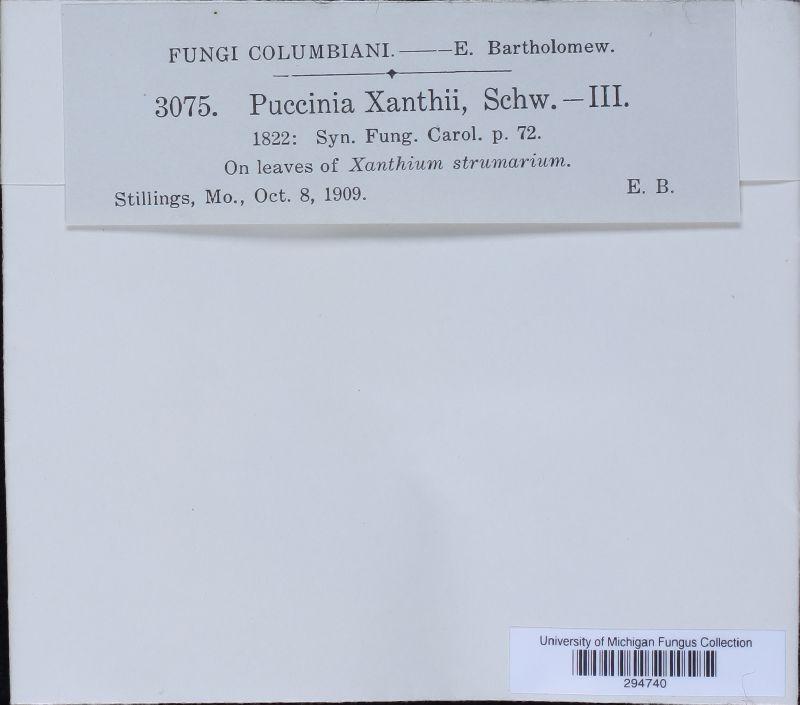 FUNGI COLUMBIANI.——E. Bartholomew.
3075. Puccinia Xanthii, Schw.—III.
1822: Syn. Fung. Carol. p. 72.
On leaves of Xanthium strumarium.
Stillings, Mo., Oct. 8, 1909. E. B.
University of Michigan Fungus Collection
294740